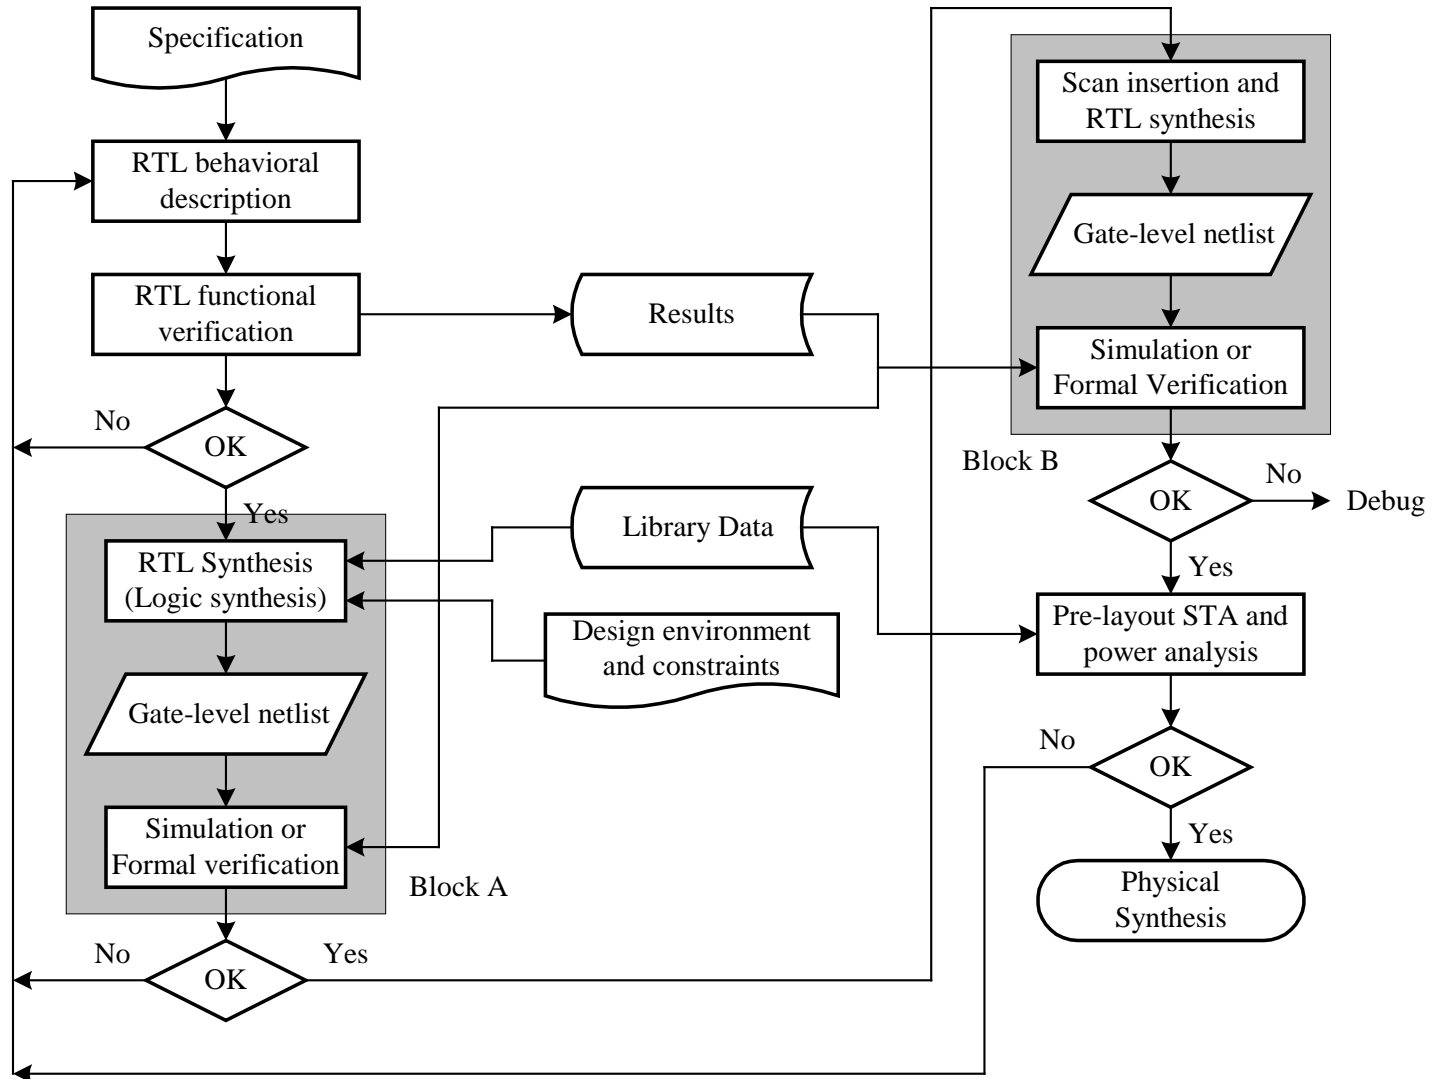 Specification
RTL behavioral
description
RTL functional
verification
No
OK
Yes
RTL Synthesis
(Logic synthesis)
Gate-level netlist
Simulation or
Formal verification
Block A
No
OK
Yes
Results
Library Data
Design environment
and constraints
Scan insertion and
RTL synthesis
Gate-level netlist
Simulation or
Formal Verification
Block B
OK
No
Debug
Yes
Pre-layout STA and
power analysis
No
OK
Yes
Physical
Synthesis